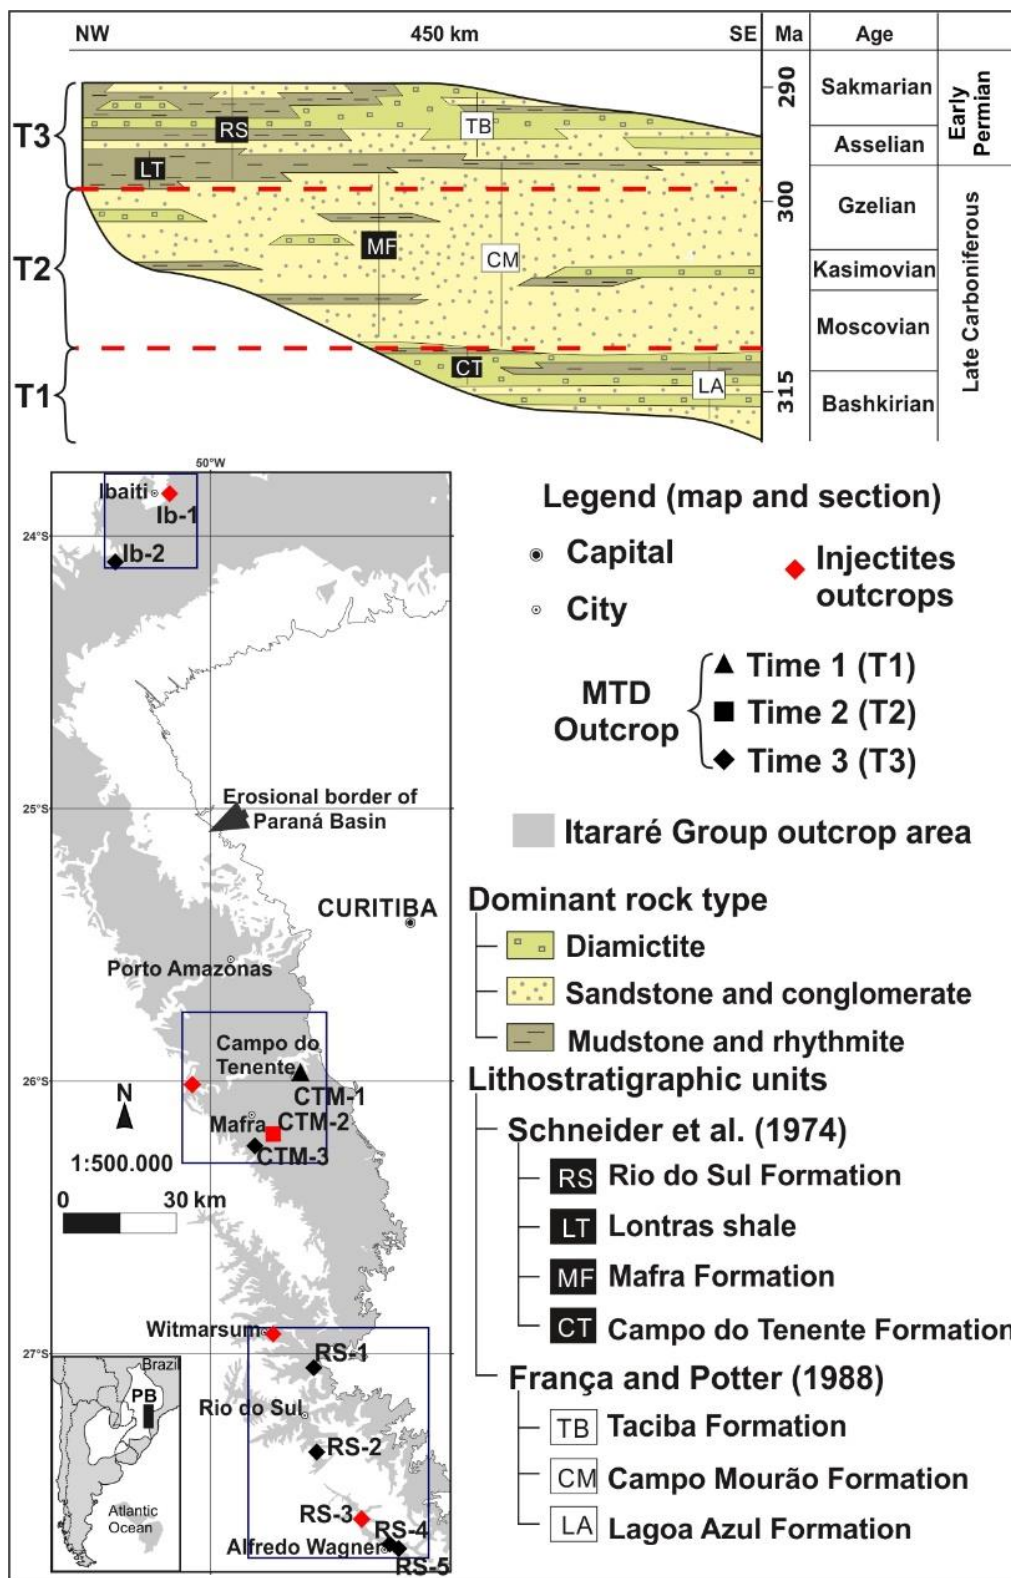 NW 450 km SE Ma Age
T3
T2
T1
RS
TB
LT
MF
CM
CT
LA
290
300
315
Sakmarian
Asselian
Gzelian
Kasimovian
Moscovian
Bashkirian
Early
Permian
Late Carboniferous
50°W
Ibaiti
Ib-1
24°S
Ib-2
25°S
Erosional border of
Paraná Basin
CURITIBA
Porto Amazonas
Campo do
Tenente
26°S
CTM-1
N
Mafra
CTM-2
CTM-3
1:500.000
0 30 km
Witmarsum
27°S
RS-1
Rio do Sul
RS-2
RS-3
RS-4
Alfredo Wagner
RS-5
Brazil
PB
Atlantic
Ocean
Legend (map and section)
Capital
City
Injectites
outcrops
MTD
Outcrop
Time 1 (T1)
Time 2 (T2)
Time 3 (T3)
Itararé Group outcrop area
Dominant rock type
Diamictite
Sandstone and conglomerate
Mudstone and rhythmite
Lithostratigraphic units
Schneider et al. (1974)
RS Rio do Sul Formation
LT Lontras shale
MF Mafra Formation
CT Campo do Tenente Formation
França and Potter (1988)
TB Taciba Formation
CM Campo Mourão Formation
LA Lagoa Azul Formation